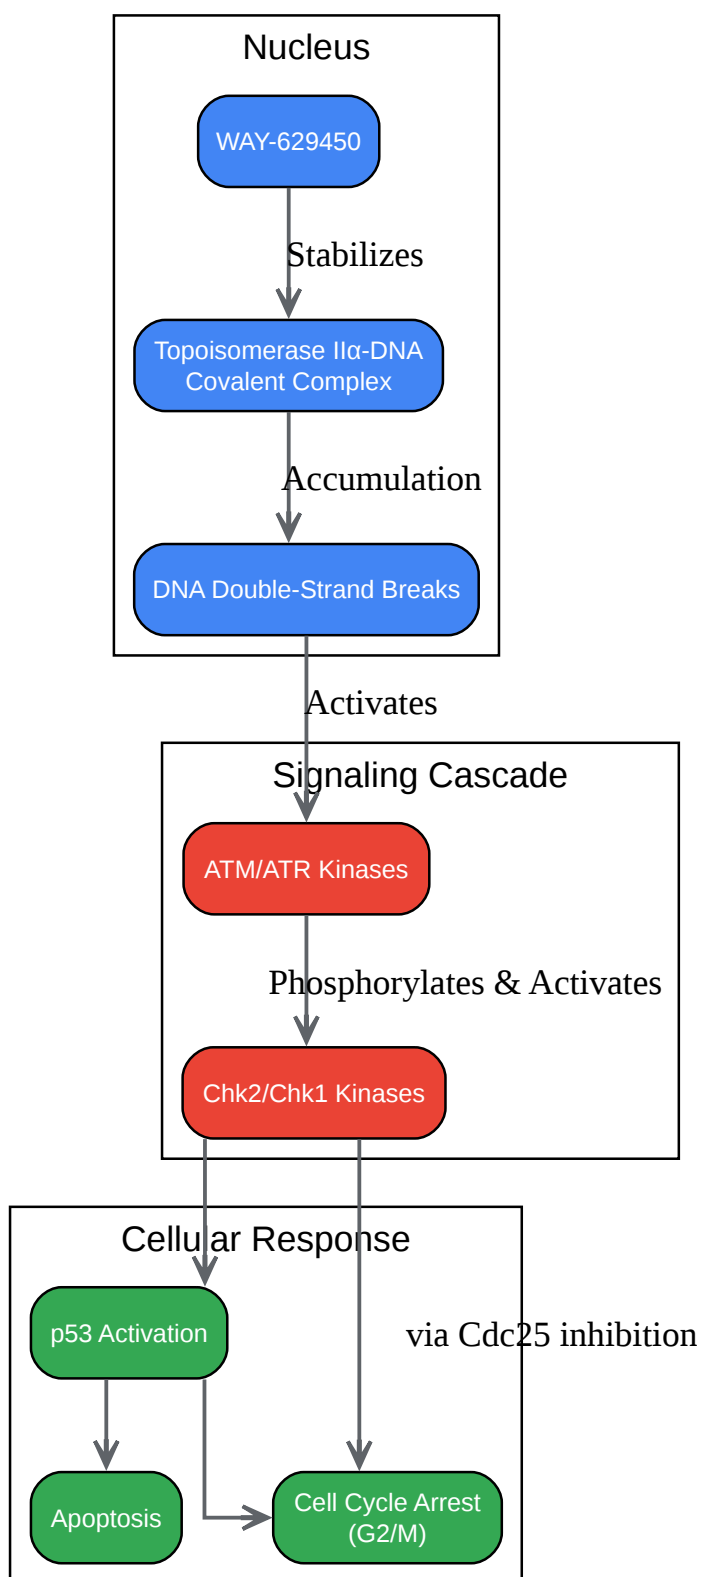 Nucleus
WAY-629450
Stabilizes
Topoisomerase IIα-DNA
Covalent Complex
Accumulation
DNA Double-Strand Breaks
Activates
Signaling Cascade
ATM/ATR Kinases
Phosphorylates & Activates
Chk2/Chk1 Kinases
Cellular Response
p53 Activation
via Cdc25 inhibition
Apoptosis
Cell Cycle Arrest
(G2/M)